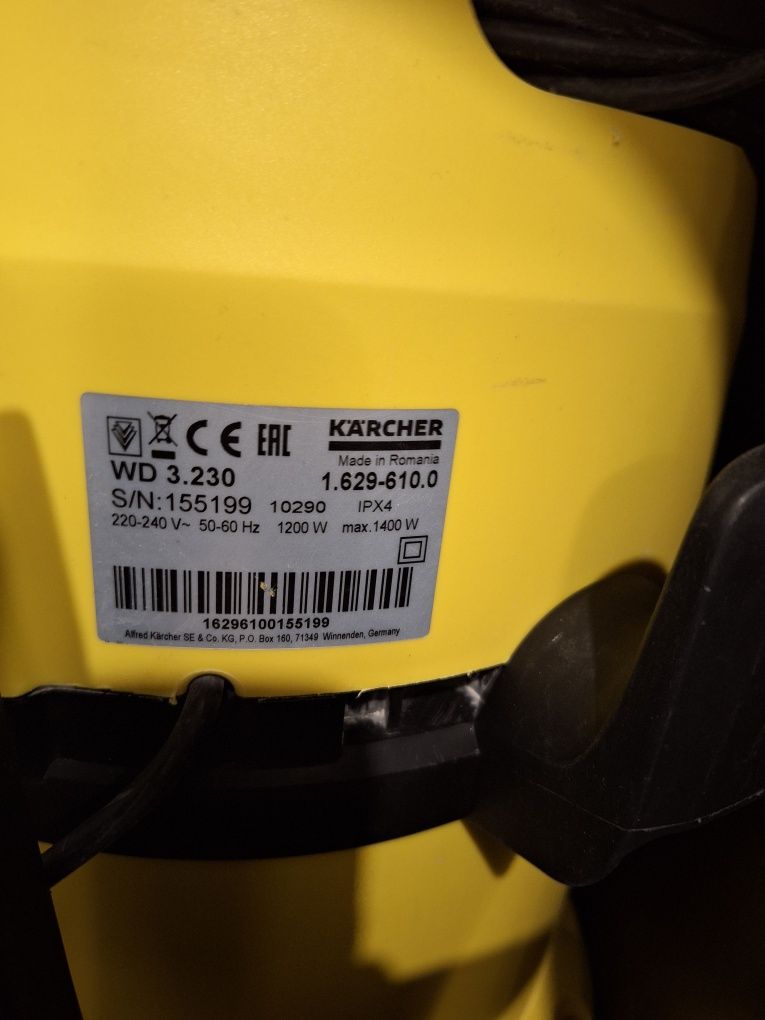 CE EAC KÄRCHER
Made in Romania
WD 3.230 1.629-610.0
S/N:155199 10290 IPX4
220-240 V~ 50-60 Hz 1200 W max.1400 W
16296100155199
Alfred Kärcher SE & Co. KG, P.O. Box 160, 71349 Winnenden, Germany